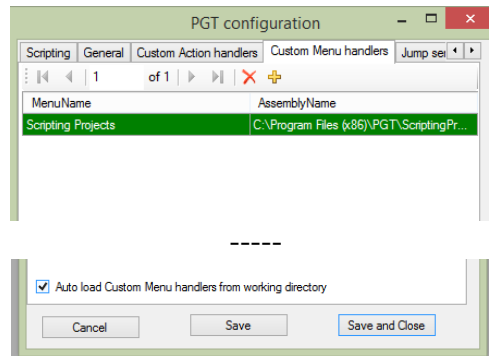 PGT configuration
Scripting General Custom Action handlers Custom Menu handlers Jump ser
1 of 1
MenuName AssemblyName
Scripting Projects C:\Program Files (x86)\PGT\ScriptingPr...
-----
Auto load Custom Menu handlers from working directory
Cancel Save Save and Close